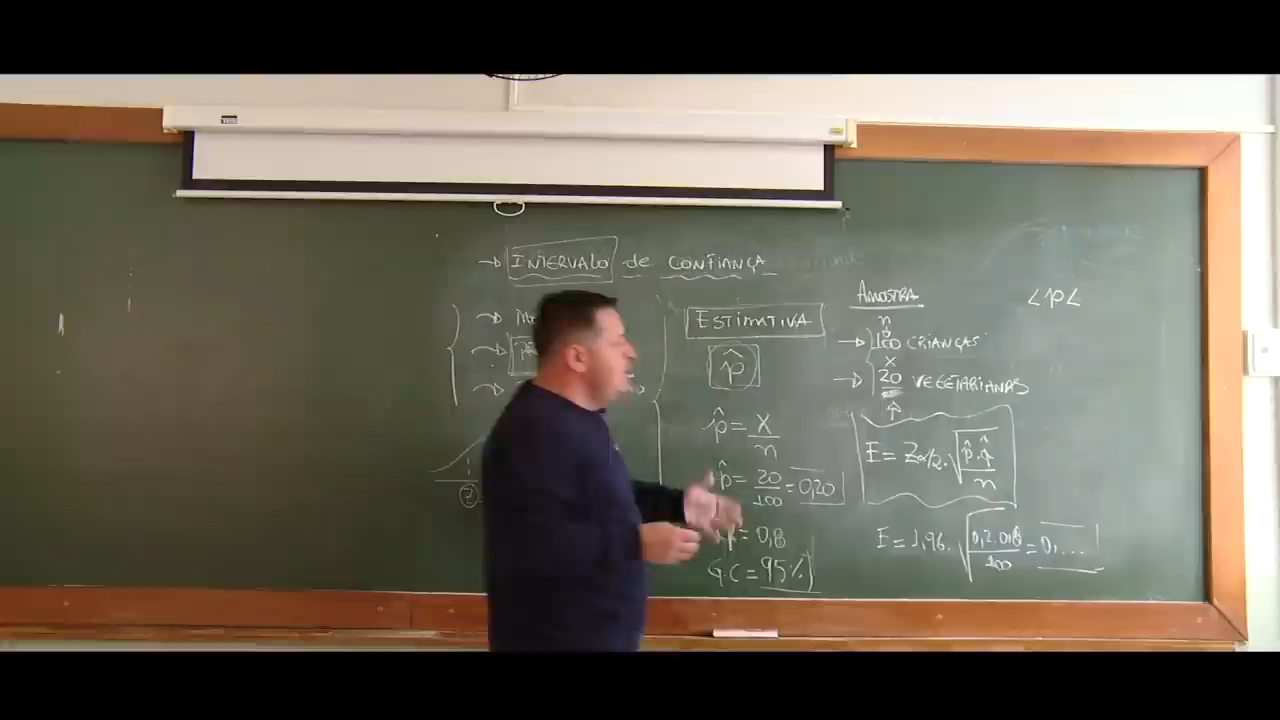 → INTERVALO de CONFIANÇA
ESTIMATIVA
p̂
p̂ = X/n
p̂ = 20/100 = 0,20
= 0,8
G.C = 95%
AMOSTRA
n
→ 100 CRIANÇAS
X
→ 20 VEGETARIANAS
↑
E = Zα/2 . √(p̂.q̂/n)
E = 1,96 . √(0,2.0,8/100) = 0,....
< p <